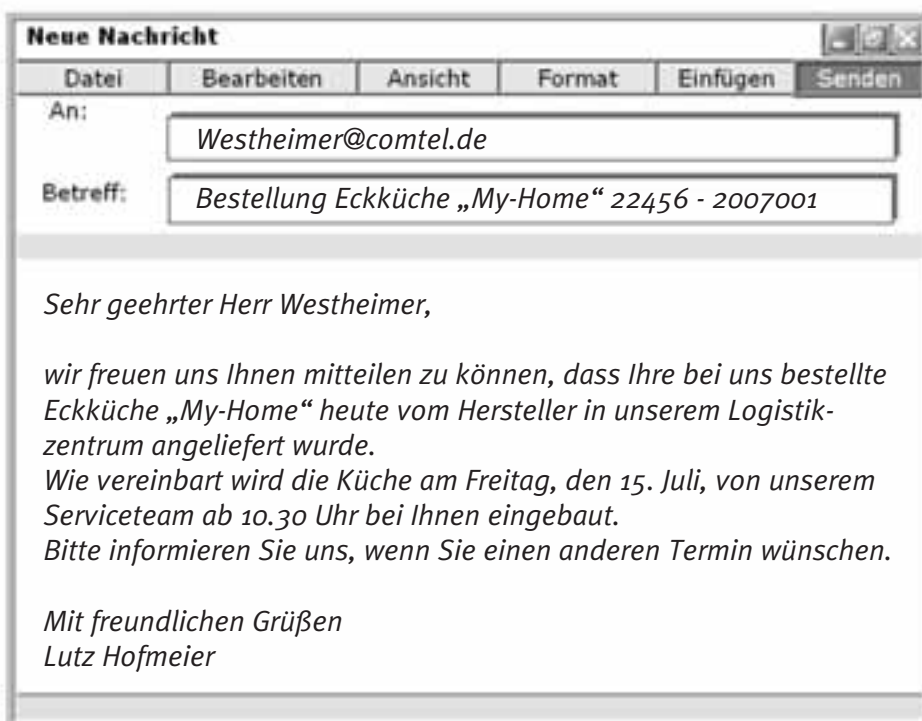 Neue Nachricht
Datei Bearbeiten Ansicht Format Einfügen Senden
An:
Westheimer@comtel.de
Betreff:
Bestellung Eckküche „My-Home“ 22456 - 2007001
Sehr geehrter Herr Westheimer,
wir freuen uns Ihnen mitteilen zu können, dass Ihre bei uns bestellte
Eckküche „My-Home“ heute vom Hersteller in unserem Logistik-
zentrum angeliefert wurde.
Wie vereinbart wird die Küche am Freitag, den 15. Juli, von unserem
Serviceteam ab 10.30 Uhr bei Ihnen eingebaut.
Bitte informieren Sie uns, wenn Sie einen anderen Termin wünschen.
Mit freundlichen Grüßen
Lutz Hofmeier